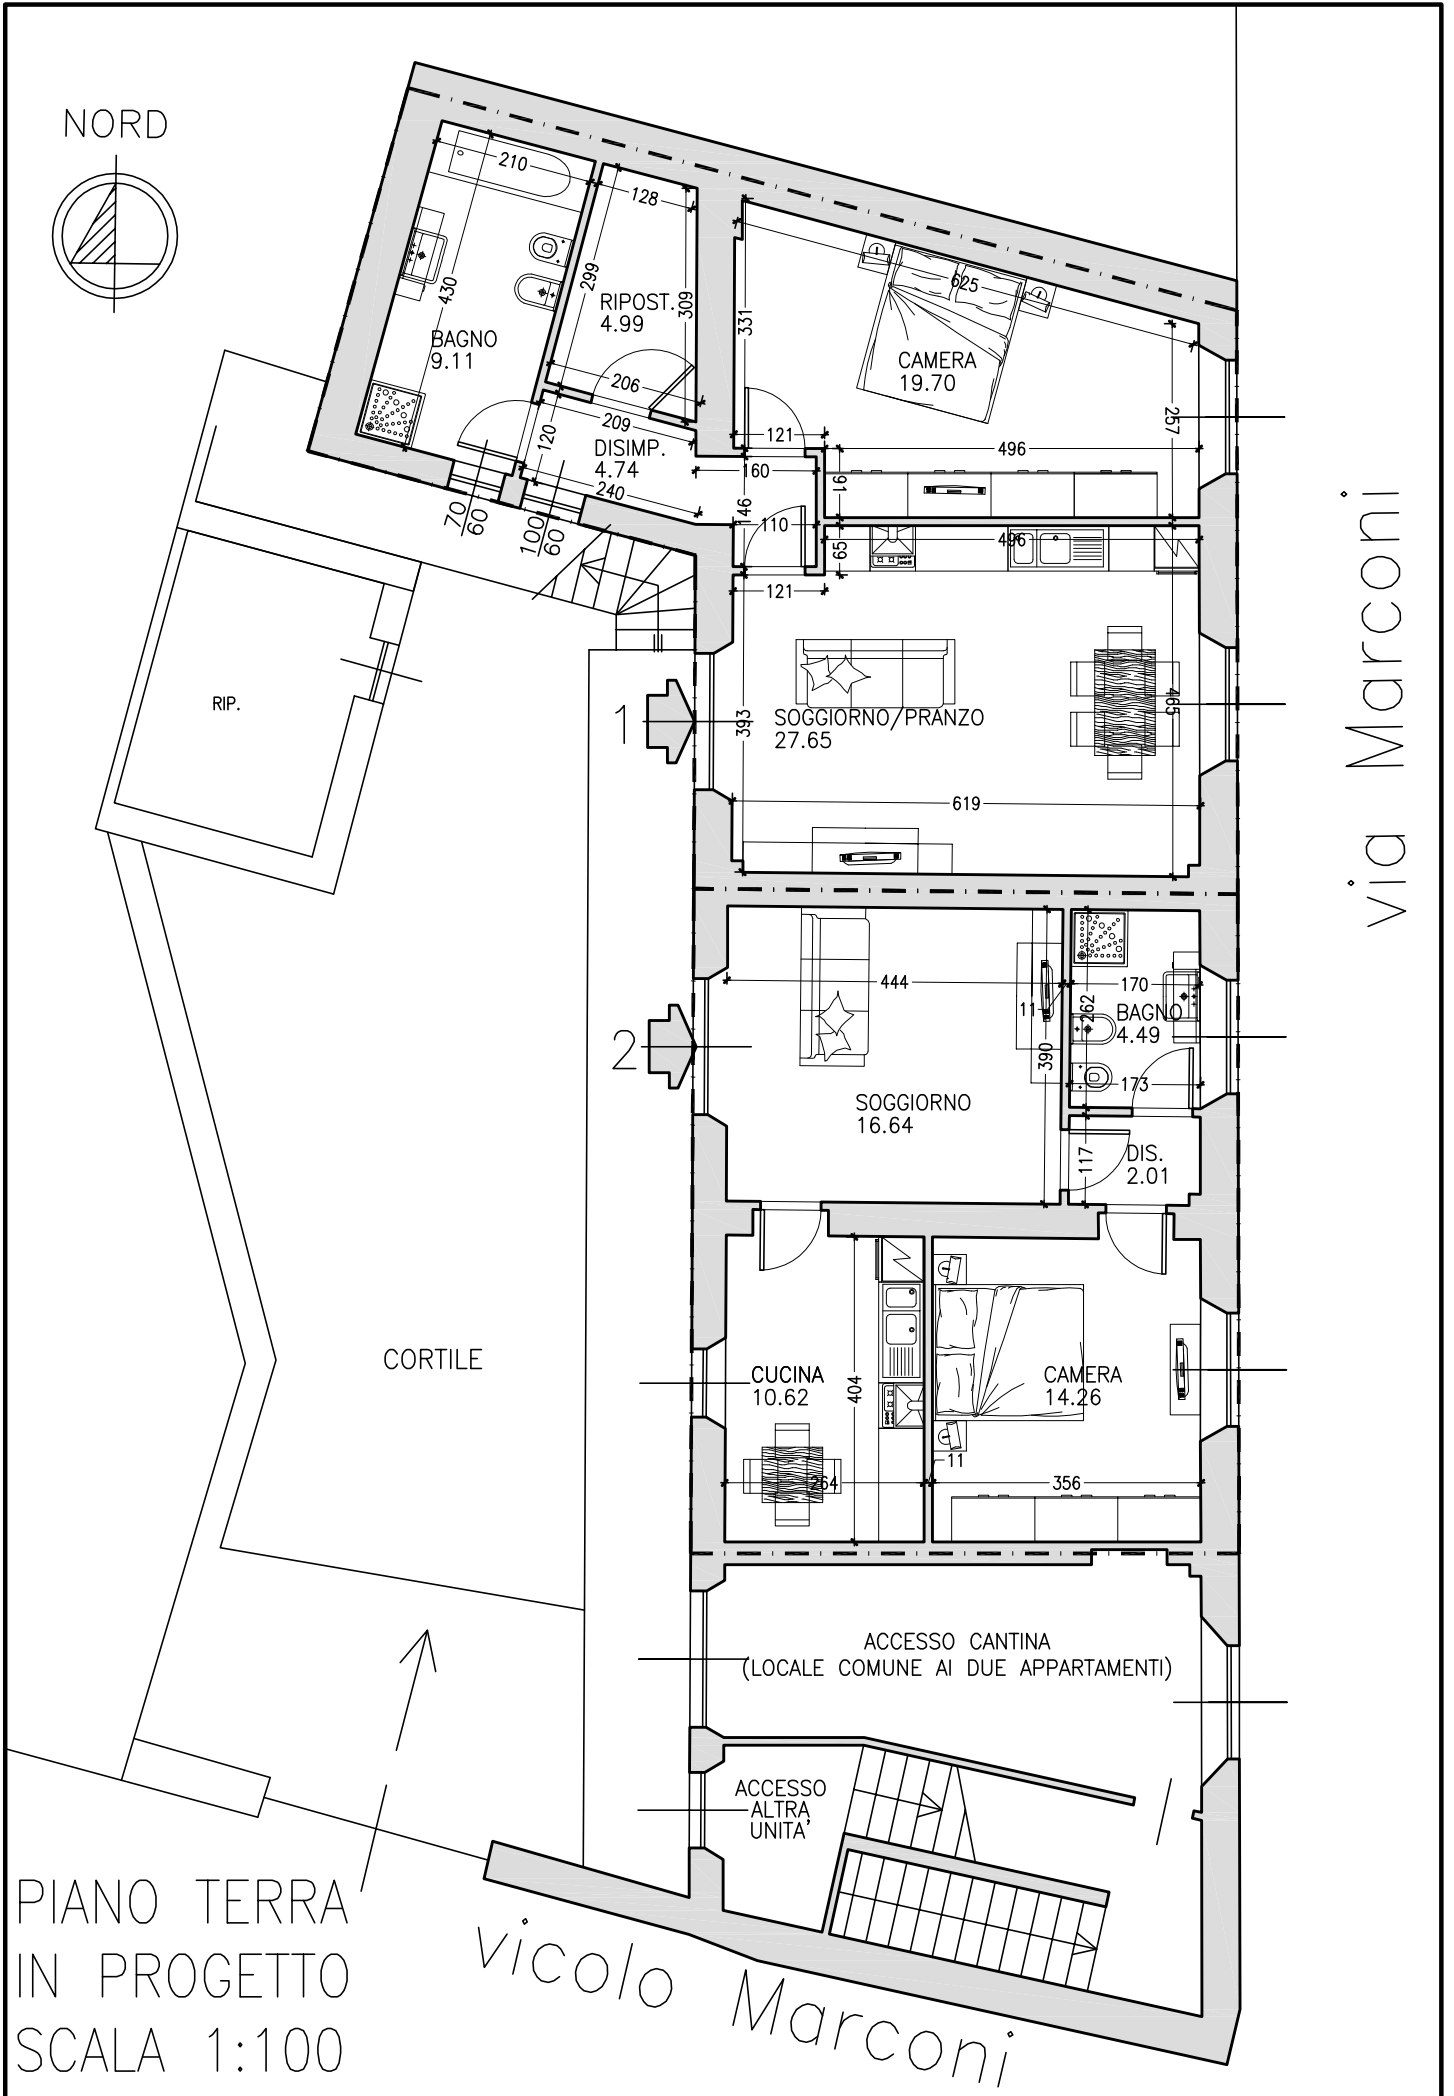 NORD
210
128
430
299
309
RIPOST.
4.99
BAGNO
9.11
206
209
120
DISIMP.
4.74
240
70
60
100
60
331
625
CAMERA
19.70
257
121
496
160
91
146
110
496
65
121
RIP.
1
393
SOGGIORNO/PRANZO
27.65
465
619
via Marconi
2
444
11
170
262
BAGNO
4.49
390
173
SOGGIORNO
16.64
117
DIS.
2.01
CORTILE
CUCINA
10.62
404
CAMERA
14.26
264
11
356
ACCESSO CANTINA
(LOCALE COMUNE AI DUE APPARTAMENTI)
ACCESSO
ALTRA
UNITA'
PIANO TERRA
IN PROGETTO
SCALA 1:100
vicolo Marconi